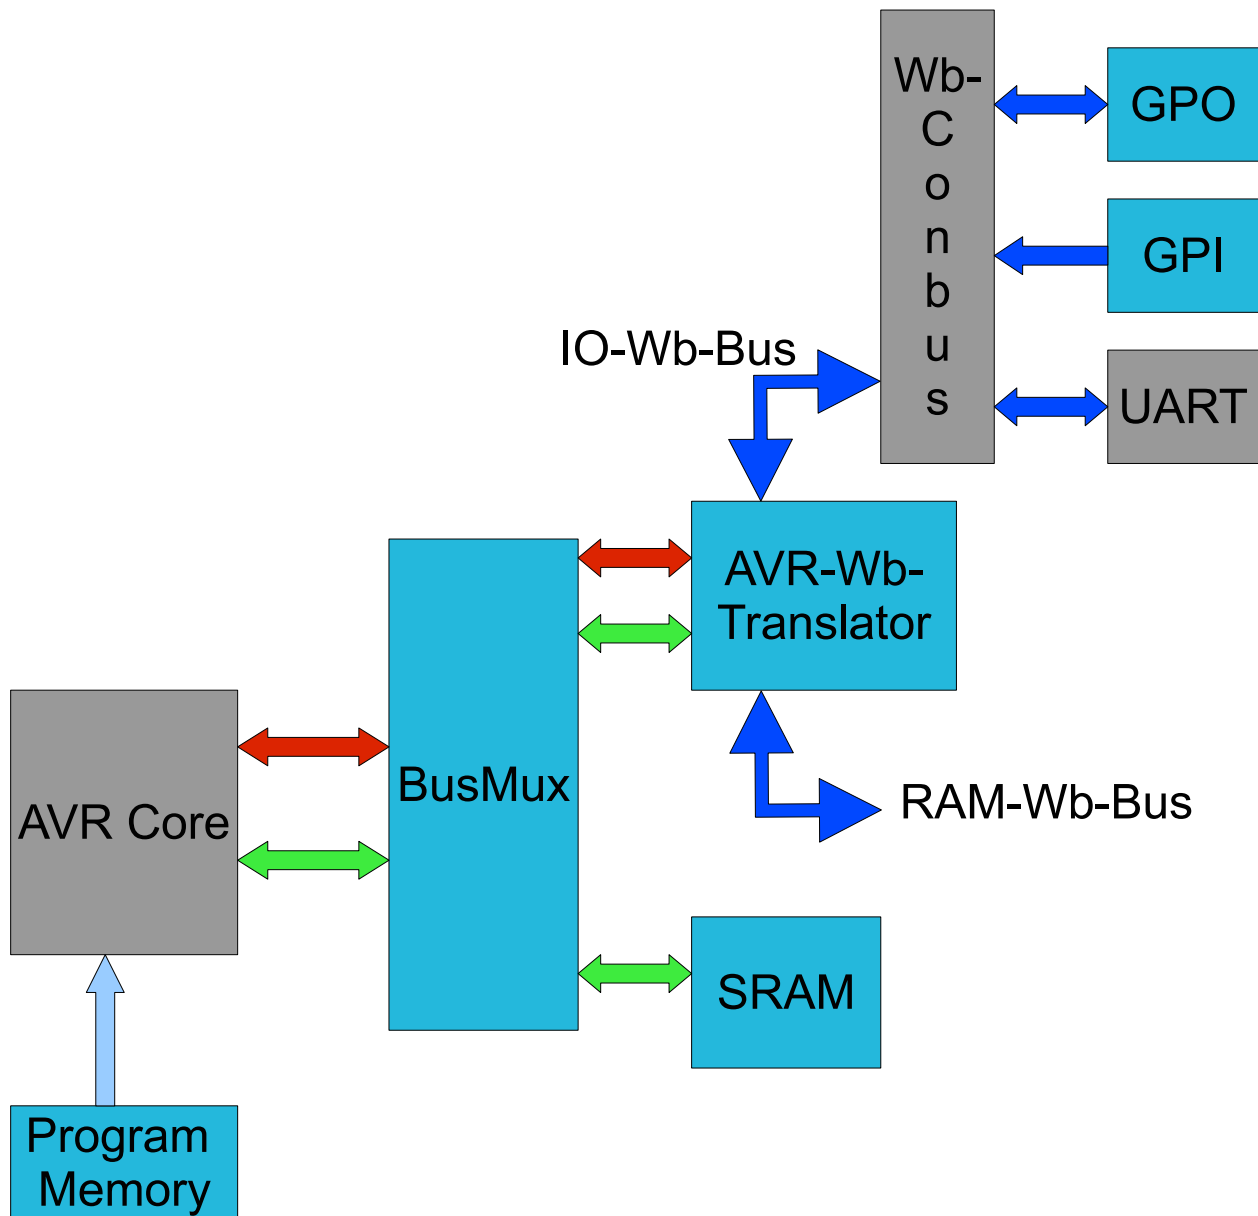 Wb-
C
o
n
b
u
s
GPO
GPI
UART
IO-Wb-Bus
AVR-Wb-
Translator
BusMux
AVR Core
RAM-Wb-Bus
SRAM
Program
Memory